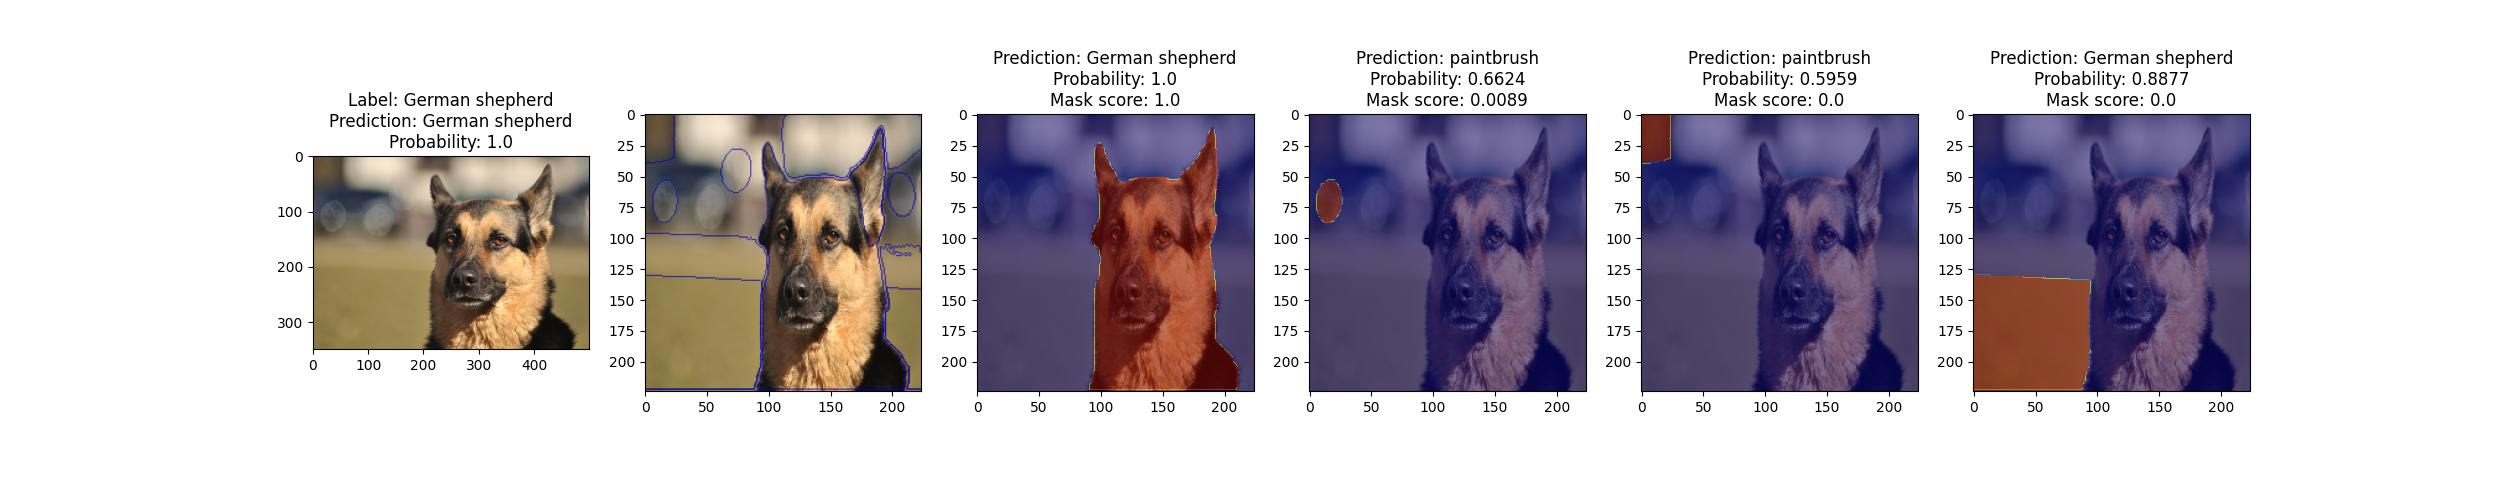 Label: German shepherd
Prediction: German shepherd
Probability: 1.0
0
100
200
300
0 100 200 300 400
0
25
50
75
100
125
150
175
200
0 50 100 150 200
Prediction: German shepherd
Probability: 1.0
Mask score: 1.0
0
25
50
75
100
125
150
175
200
0 50 100 150 200
Prediction: paintbrush
Probability: 0.6624
Mask score: 0.0089
0
25
50
75
100
125
150
175
200
0 50 100 150 200
Prediction: paintbrush
Probability: 0.5959
Mask score: 0.0
0
25
50
75
100
125
150
175
200
0 50 100 150 200
Prediction: German shepherd
Probability: 0.8877
Mask score: 0.0
0
25
50
75
100
125
150
175
200
0 50 100 150 200